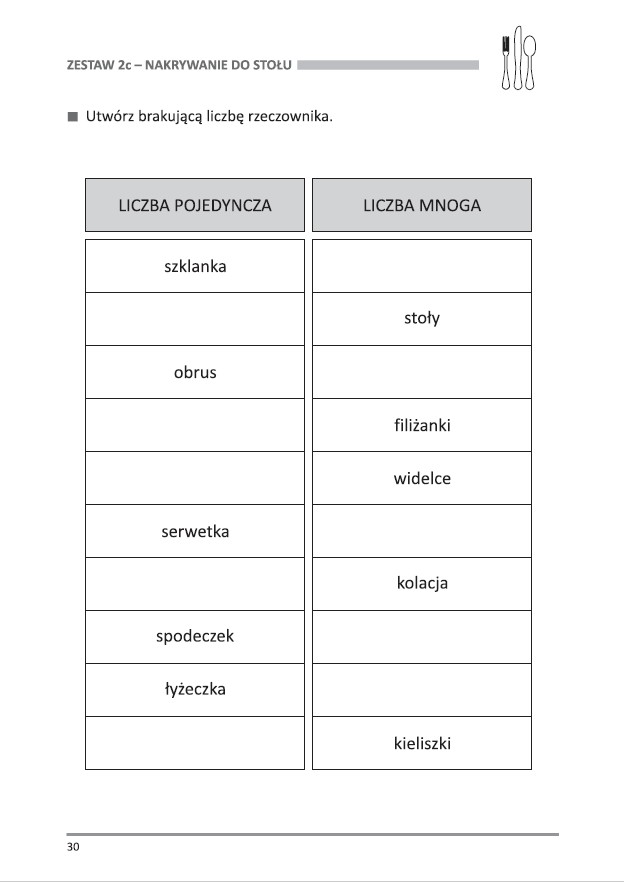 ZESTAW 2c – NAKRYWANIE DO STOŁU
■ Utwórz brakującą liczbę rzeczownika.
LICZBA POJEDYNCZA LICZBA MNOGA
szklanka
stoły
obrus
filiżanki
widelce
serwetka
kolacja
spodeczek
łyżeczka
kieliszki
30